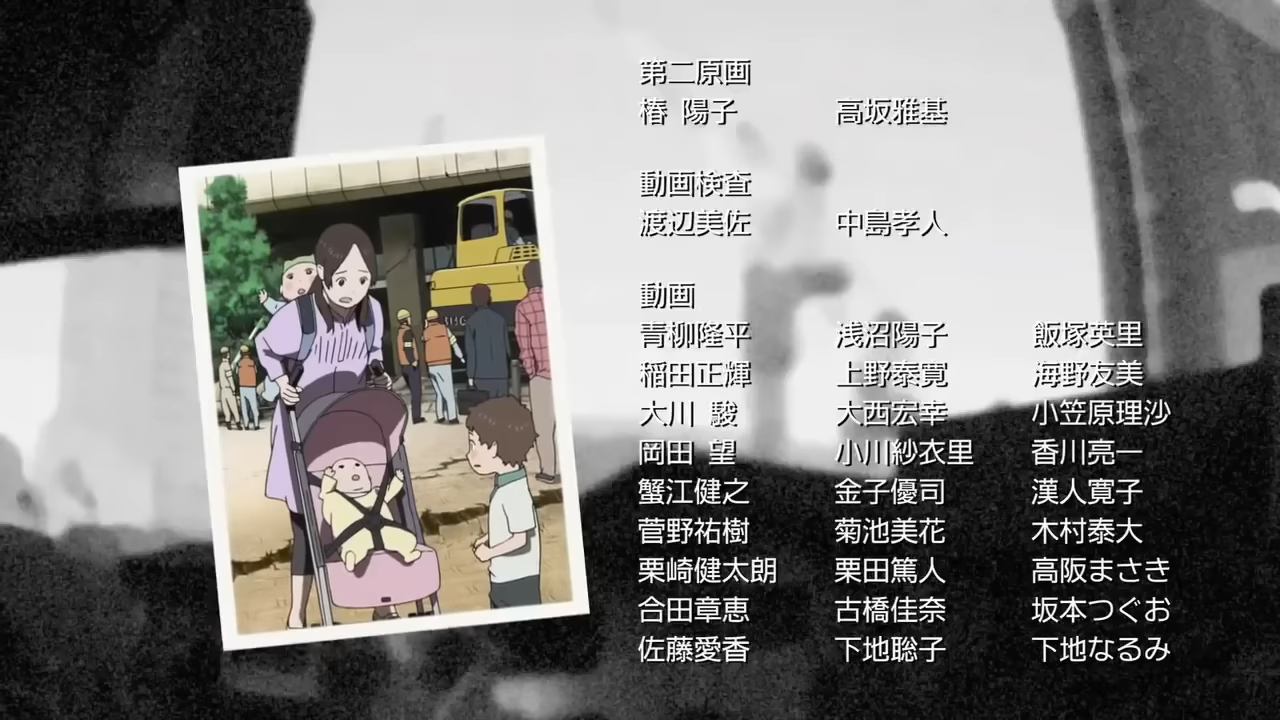 第二原画
椿 陽子 高坂雅基
動画検査
渡辺美佐 中島孝人
動画
青柳隆平 浅沼陽子 飯塚英里
稲田正輝 上野泰寛 海野友美
大川 駿 大西宏幸 小笠原理沙
岡田 望 小川紗衣里 香川亮一
蟹江健之 金子優司 漢人寛子
菅野祐樹 菊池美花 木村泰大
栗崎健太朗 栗田篤人 高阪まさき
合田章恵 古橋佳奈 坂本つぐお
佐藤愛香 下地聡子 下地なるみ